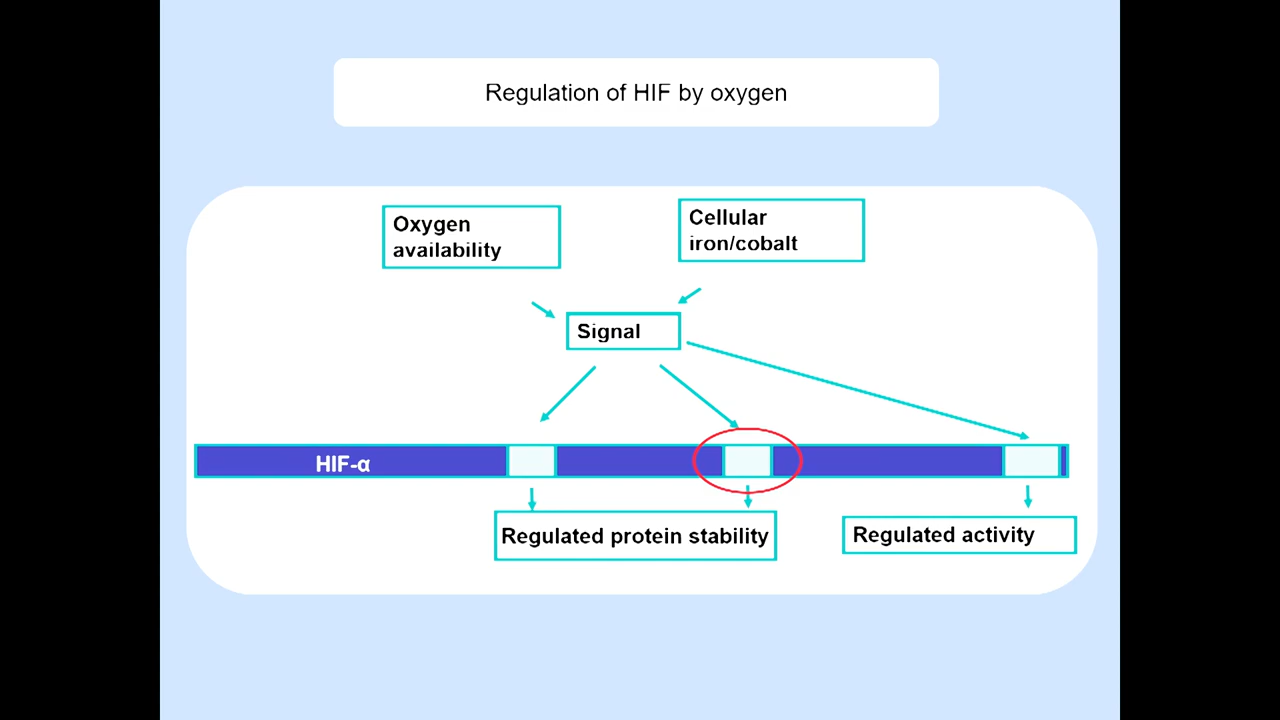 Regulation of HIF by oxygen
Oxygen
availability
Cellular
iron/cobalt
Signal
HIF-α
Regulated protein stability
Regulated activity